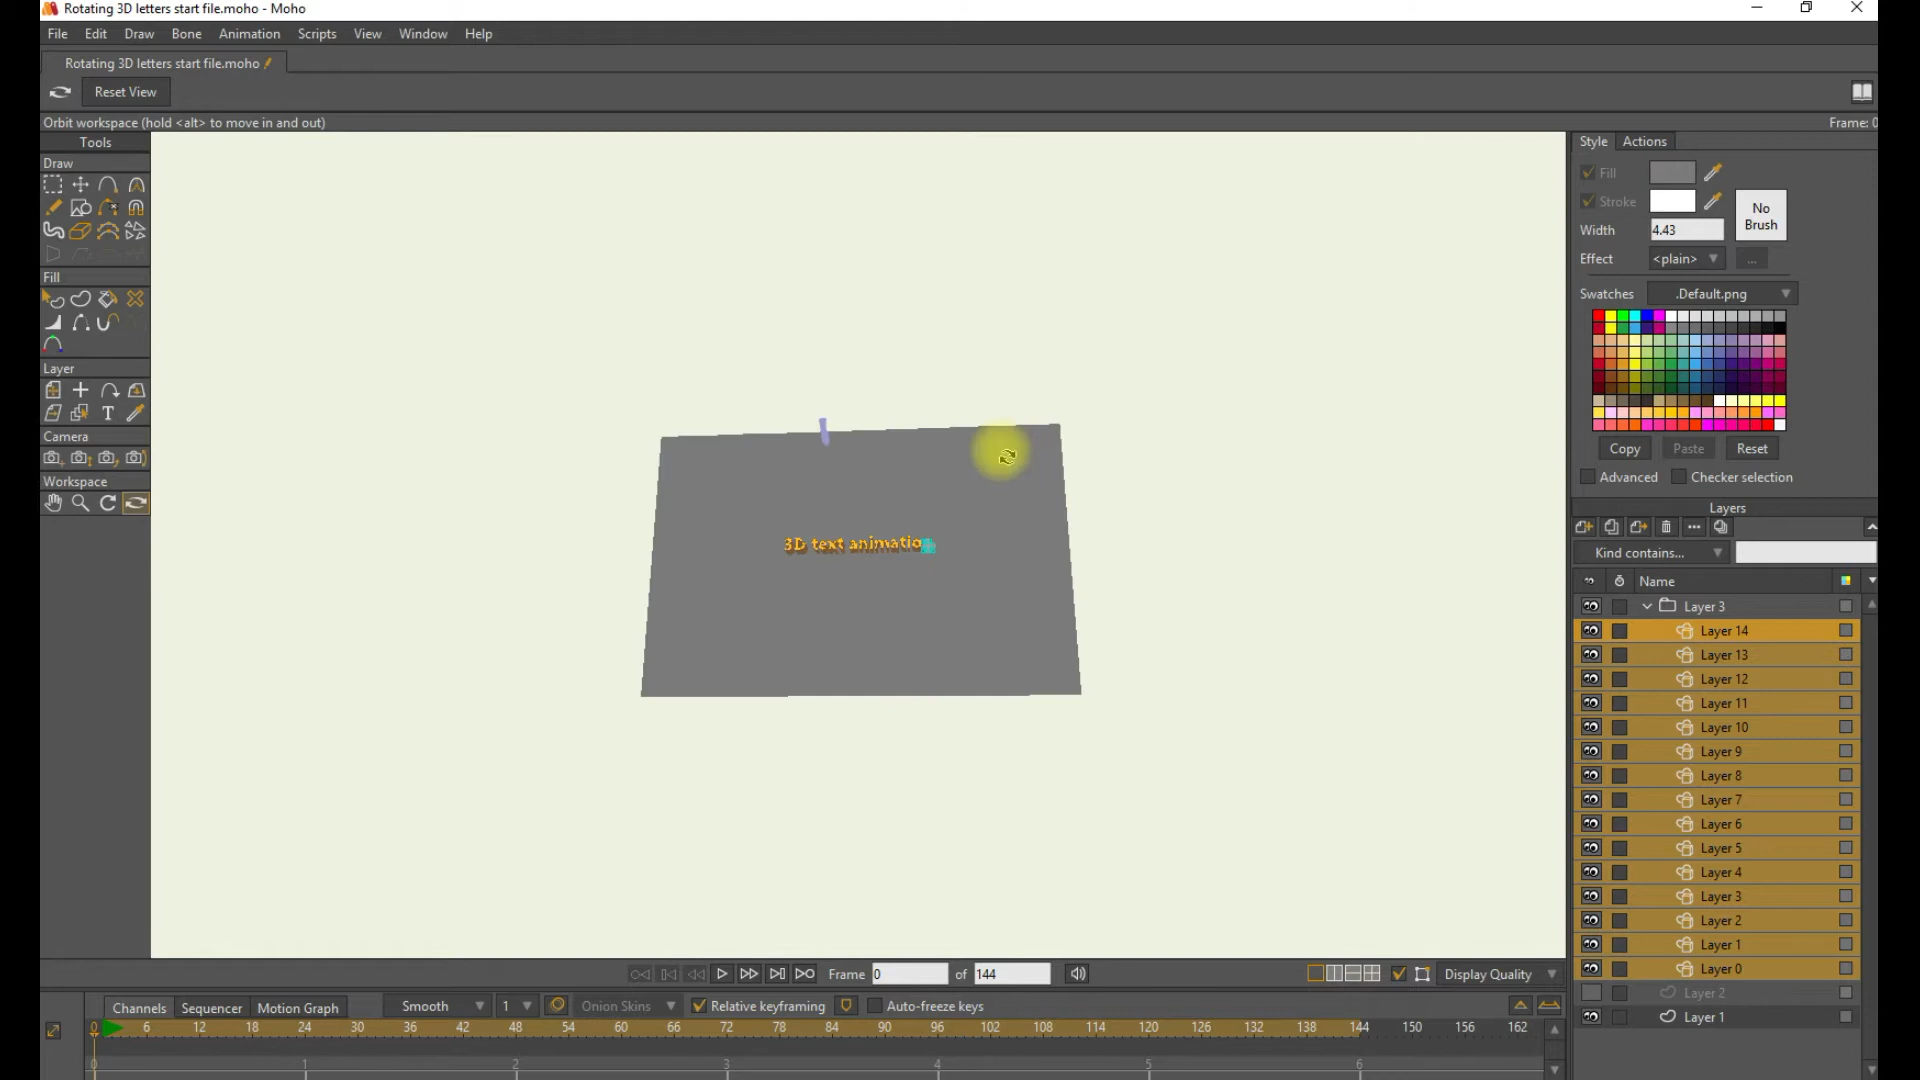 Rotating 3D letters start file.moho - Moho
File Edit Draw Bone Animation Scripts View Window Help
Rotating 3D letters start file.moho
Reset View
Orbit workspace (hold <alt> to move in and out)
Frame: 0
Tools
Draw
Fill
Layer
T
Camera
Workspace
3D text animatio
Style Actions
Fill
Stroke
No Brush
Width 4.43
Effect <plain> ...
Swatches .Default.png
Copy Paste Reset
Advanced Checker selection
Layers
Kind contains...
Name
Layer 3
Layer 14
Layer 13
Layer 12
Layer 11
Layer 10
Layer 9
Layer 8
Layer 7
Layer 6
Layer 5
Layer 4
Layer 3
Layer 2
Layer 1
Layer 0
Layer 2
Layer 1
Frame 0 of 144
Display Quality
Channels Sequencer Motion Graph Smooth 1 Onion Skins Relative keyframing Auto-freeze keys
0 6 12 18 24 30 36 42 48 54 60 66 72 78 84 90 96 102 108 114 120 126 132 138 144 150 156 162
0 1 2 3 4 5 6